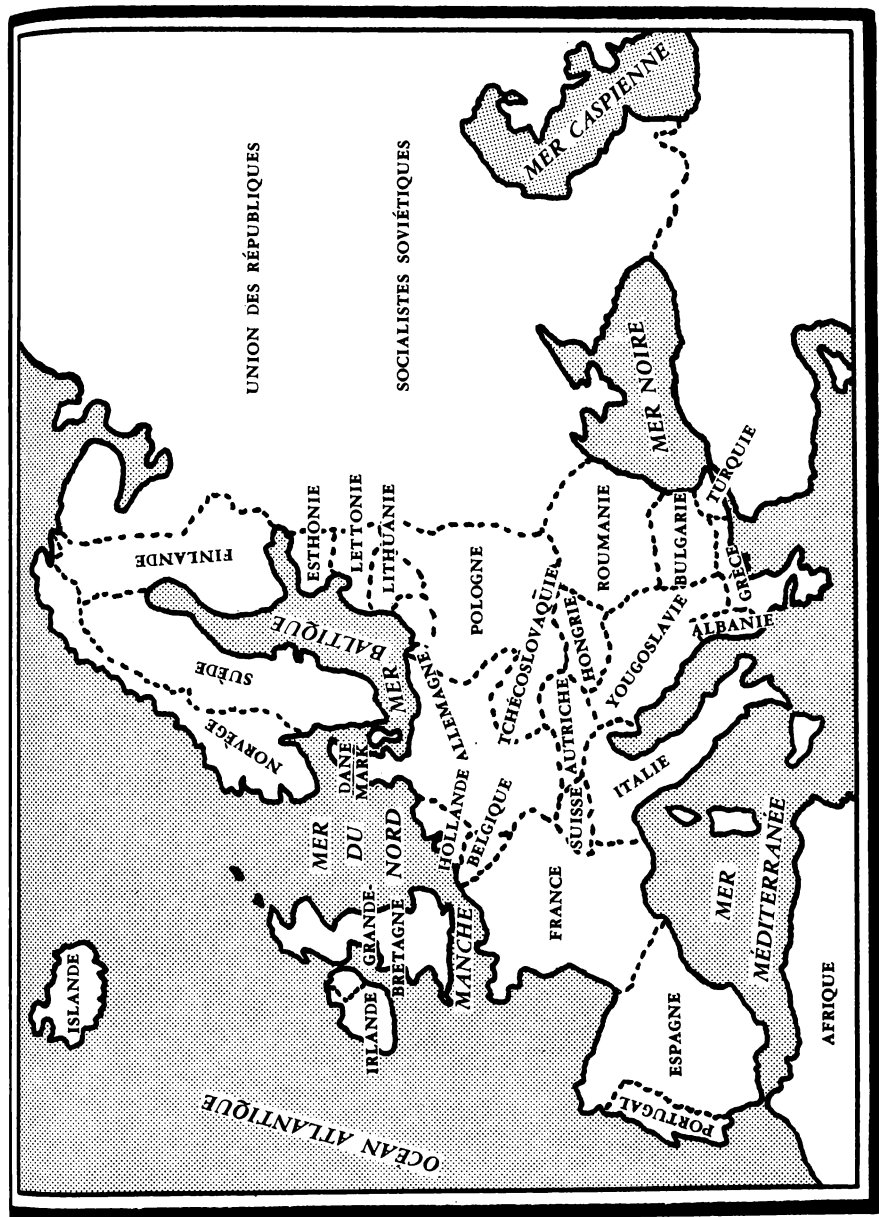 ISLANDE
OCÉAN ATLANTIQUE
NORVÈGE
SUÈDE
FINLANDE
UNION DES RÉPUBLIQUES
SOCIALISTES SOVIÉTIQUES
IRLANDE
GRANDE-
BRETAGNE
MER
DU
NORD
DANE
MARK
MER BALTIQUE
ESTHONIE
LETTONIE
LITHUANIE
MANCHE
HOLLANDE
BELGIQUE
ALLEMAGNE
POLOGNE
FRANCE
SUISSE
AUTRICHE
TCHÉCOSLOVAQUIE
HONGRIE
ROUMANIE
MER NOIRE
MER CASPIENNE
PORTUGAL
ESPAGNE
ITALIE
YOUGOSLAVIE
BULGARIE
ALBANIE
GRÈCE
TURQUIE
MER
MÉDITERRANÉE
AFRIQUE